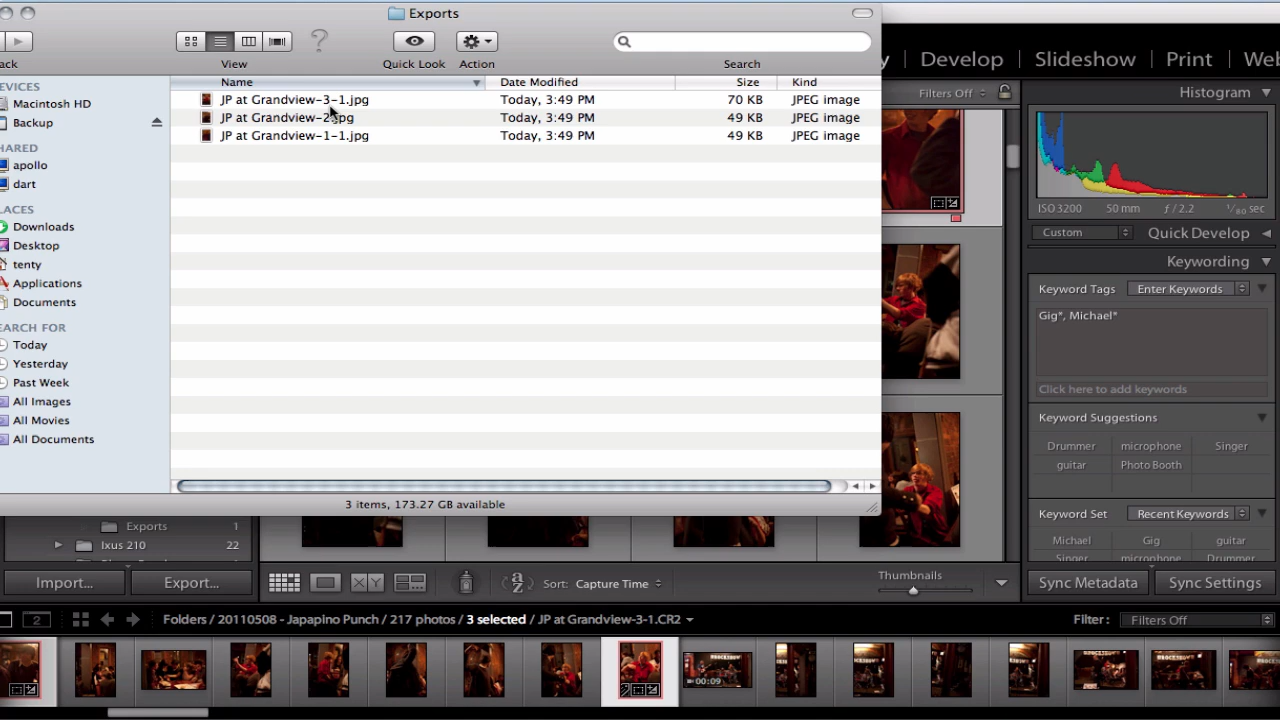 Exports
ack
View
Quick Look
Action
Search
Name
Date Modified
Size
Kind
EVICES
JP at Grandview-3-1.jpg
Today, 3:49 PM
70 KB
JPEG image
Macintosh HD
JP at Grandview-2.jpg
Today, 3:49 PM
49 KB
JPEG image
Backup
JP at Grandview-1-1.jpg
Today, 3:49 PM
49 KB
JPEG image
HARED
apollo
dart
LACES
Downloads
Desktop
tenty
Applications
Documents
EARCH FOR
Today
Yesterday
Past Week
All Images
All Movies
All Documents
3 items, 173.27 GB available
y
Develop
Slideshow
Print
Web
Filters Off
Histogram
ISO 3200
50 mm
ƒ / 2.2
1/80 sec
Custom
Quick Develop
Keywording
Keyword Tags
Enter Keywords
Gig*, Michael*
Click here to add keywords
Keyword Suggestions
Drummer
microphone
Singer
guitar
Photo Booth
Keyword Set
Recent Keywords
Michael
Gig
guitar
Singer
microphone
Drummer
Exports
1
Ixus 210
22
Import...
Export...
XY
Sort: Capture Time
Thumbnails
Sync Metadata
Sync Settings
2
Folders / 20110508 - Japapino Punch / 217 photos / 3 selected / JP at Grandview-3-1.CR2
Filter :
Filters Off
00:09